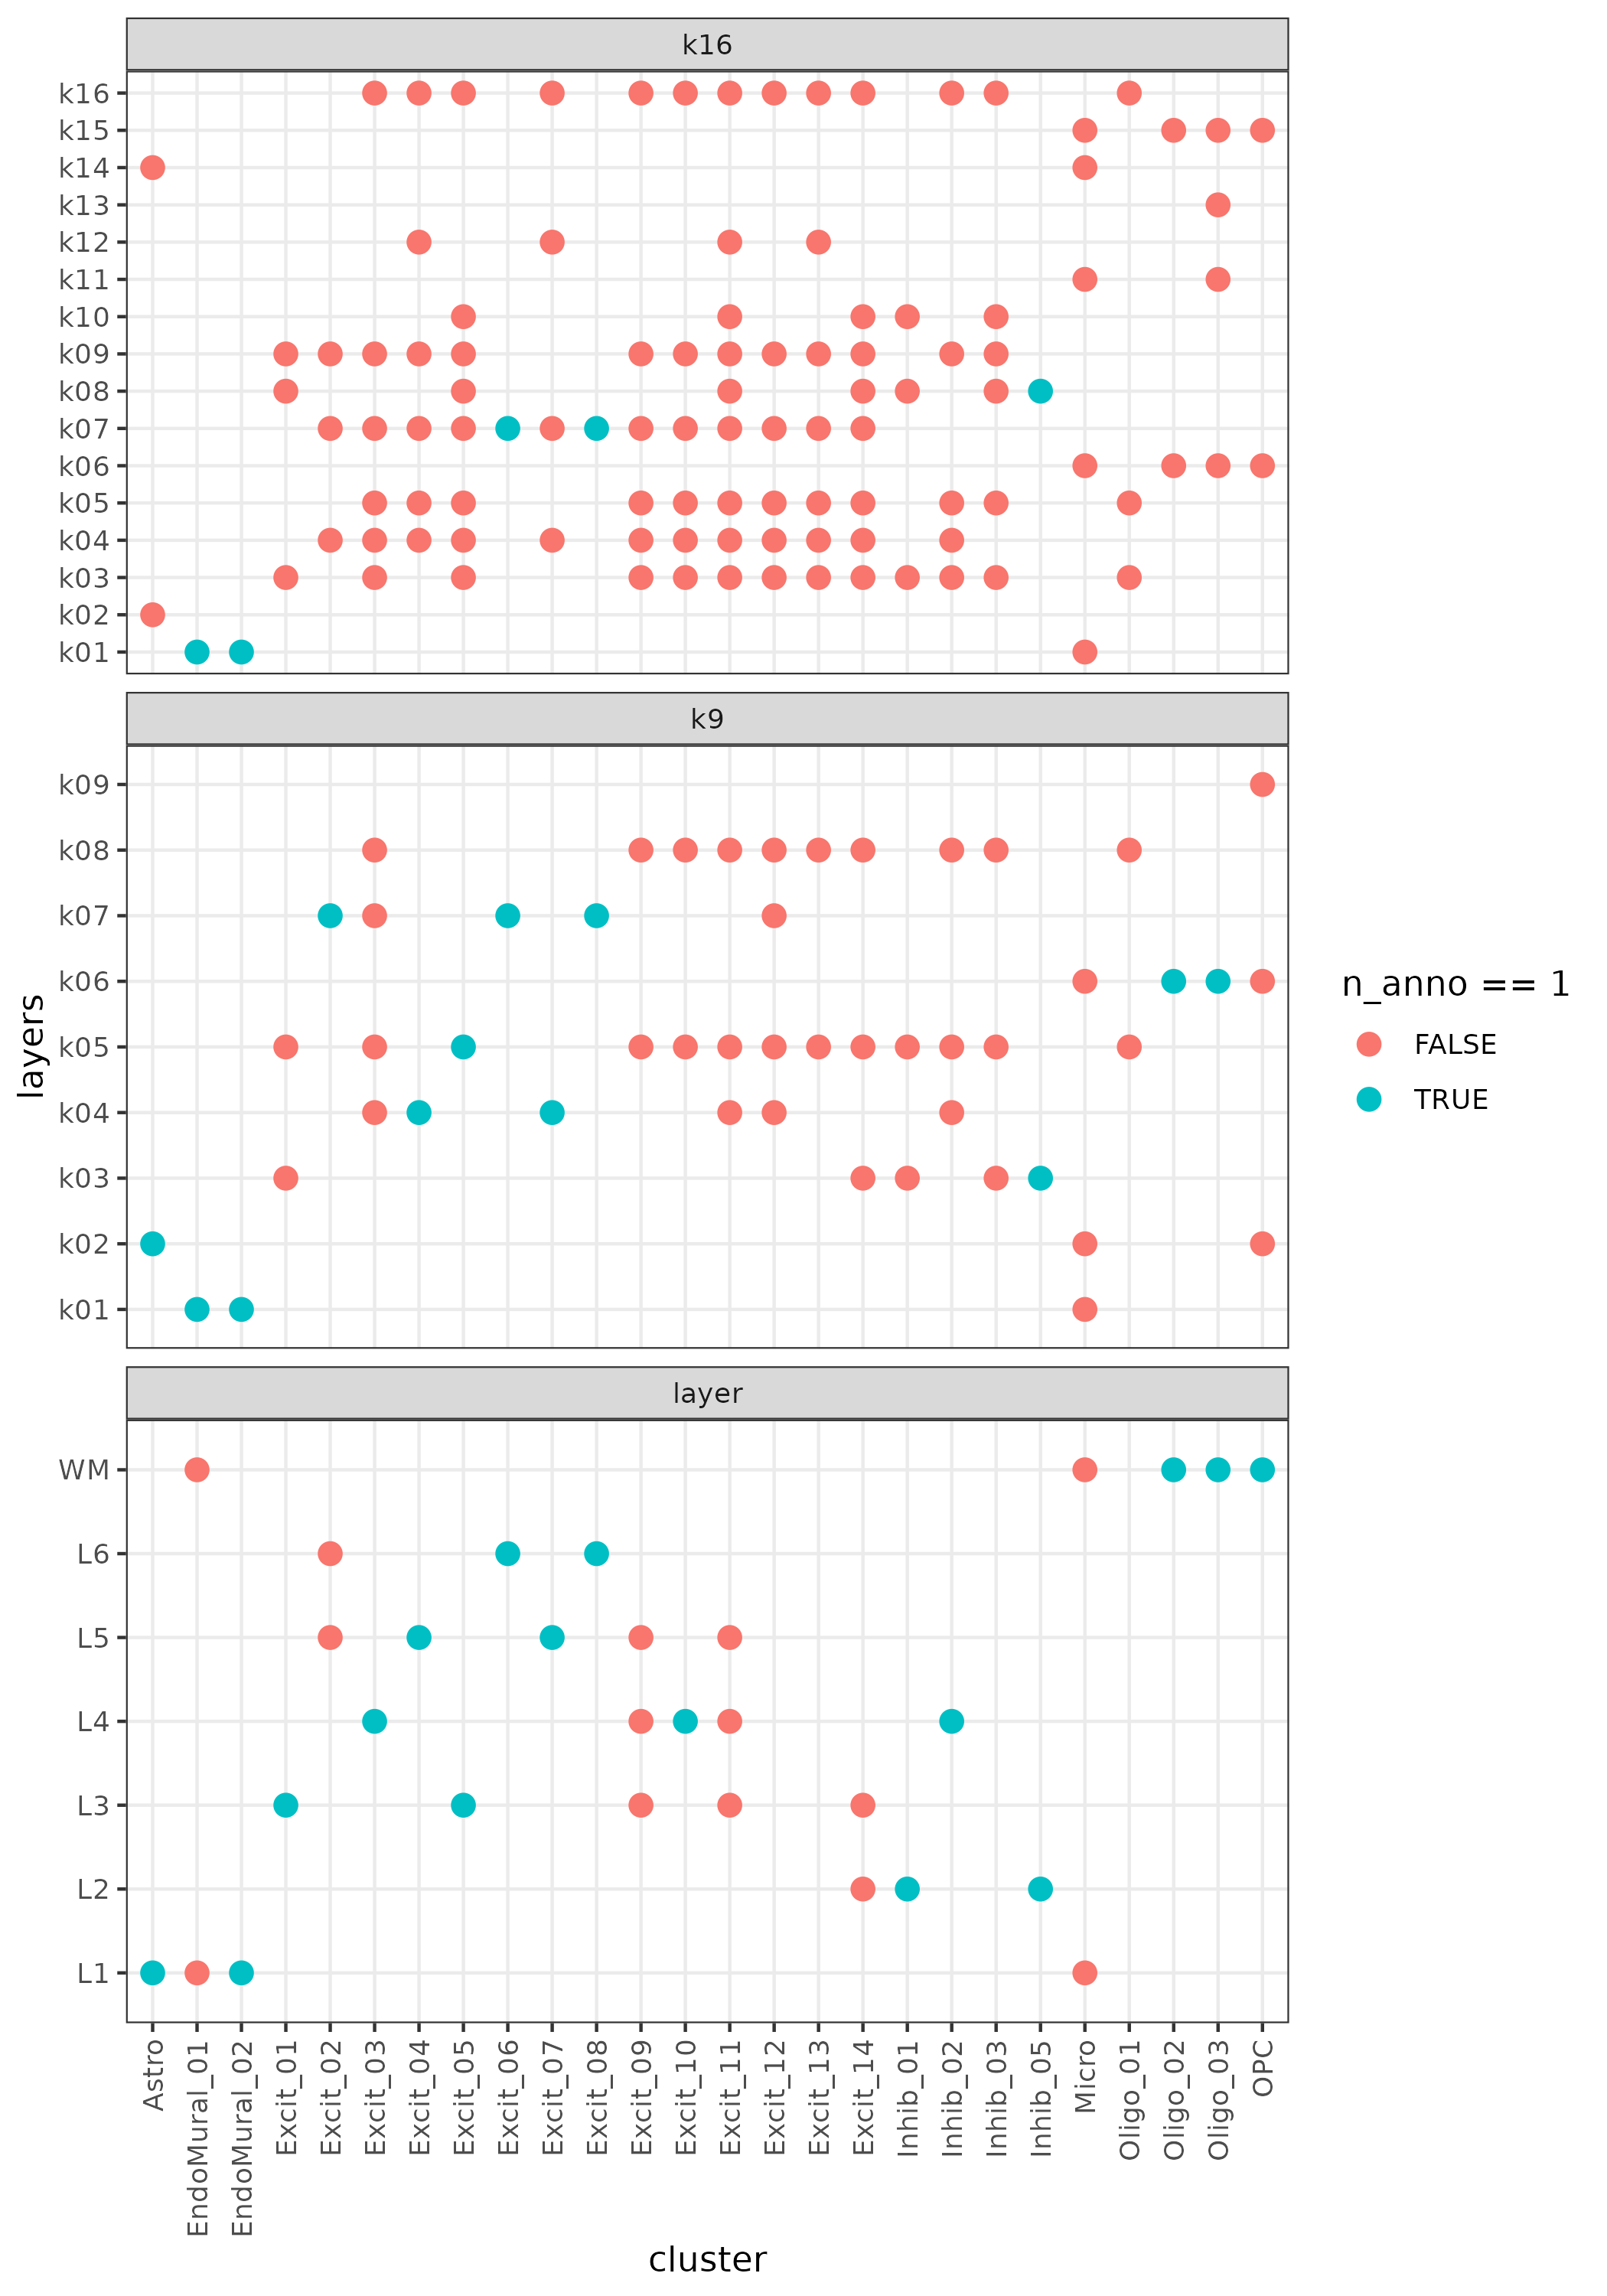 k16
k16
k15
k14
k13
k12
k11
k10
k09
k08
k07
k06
k05
k04
k03
k02
k01
k9
k09
k08
k07
k06
k05
k04
k03
k02
k01
layer
WM
L6
L5
L4
L3
L2
L1
layers
Astro
EndoMural_01
EndoMural_02
Excit_01
Excit_02
Excit_03
Excit_04
Excit_05
Excit_06
Excit_07
Excit_08
Excit_09
Excit_10
Excit_11
Excit_12
Excit_13
Excit_14
Inhib_01
Inhib_02
Inhib_03
Inhib_05
Micro
Oligo_01
Oligo_02
Oligo_03
OPC
cluster
n_anno == 1
FALSE
TRUE